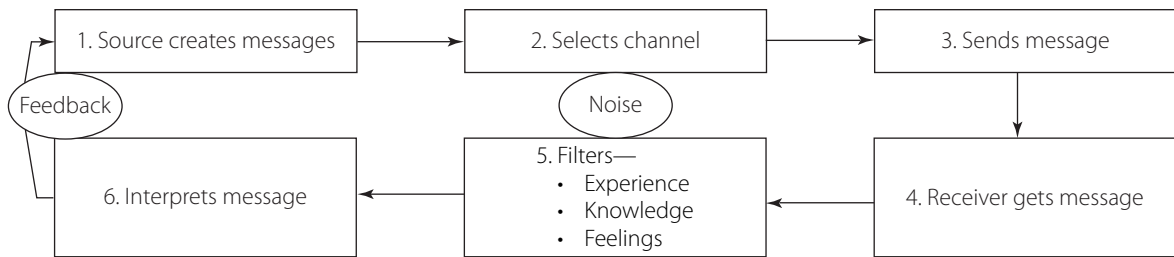 1. Source creates messages
2. Selects channel
3. Sends message
Feedback
Noise
4. Receiver gets message
5. Filters—
• Experience
• Knowledge
• Feelings
6. Interprets message